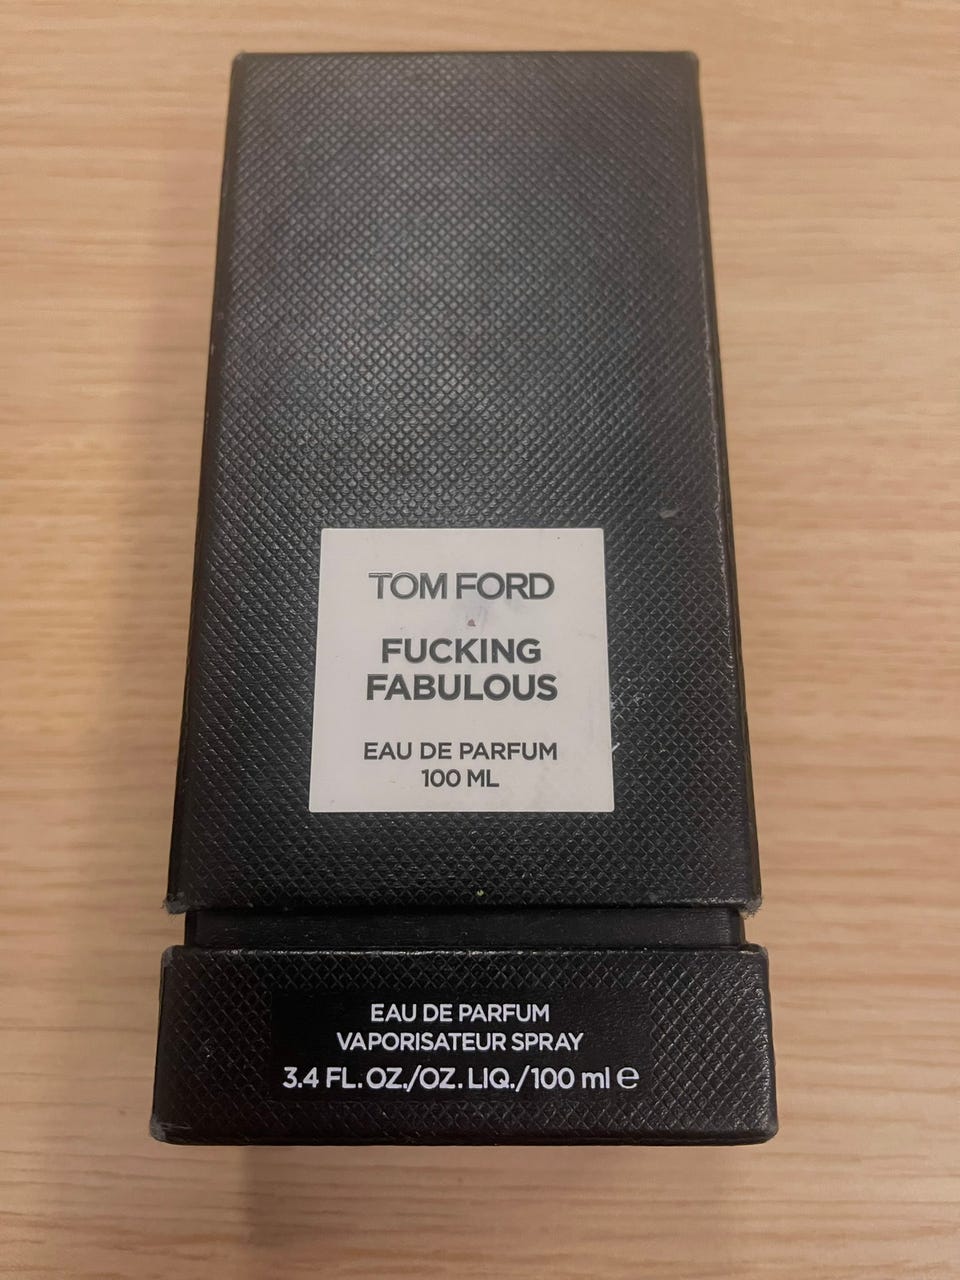 TOM FORD
FUCKING
FABULOUS
EAU DE PARFUM
100 ML
EAU DE PARFUM
VAPORISATEUR SPRAY
3.4 FL. OZ./OZ. LIQ./100 ml ℮